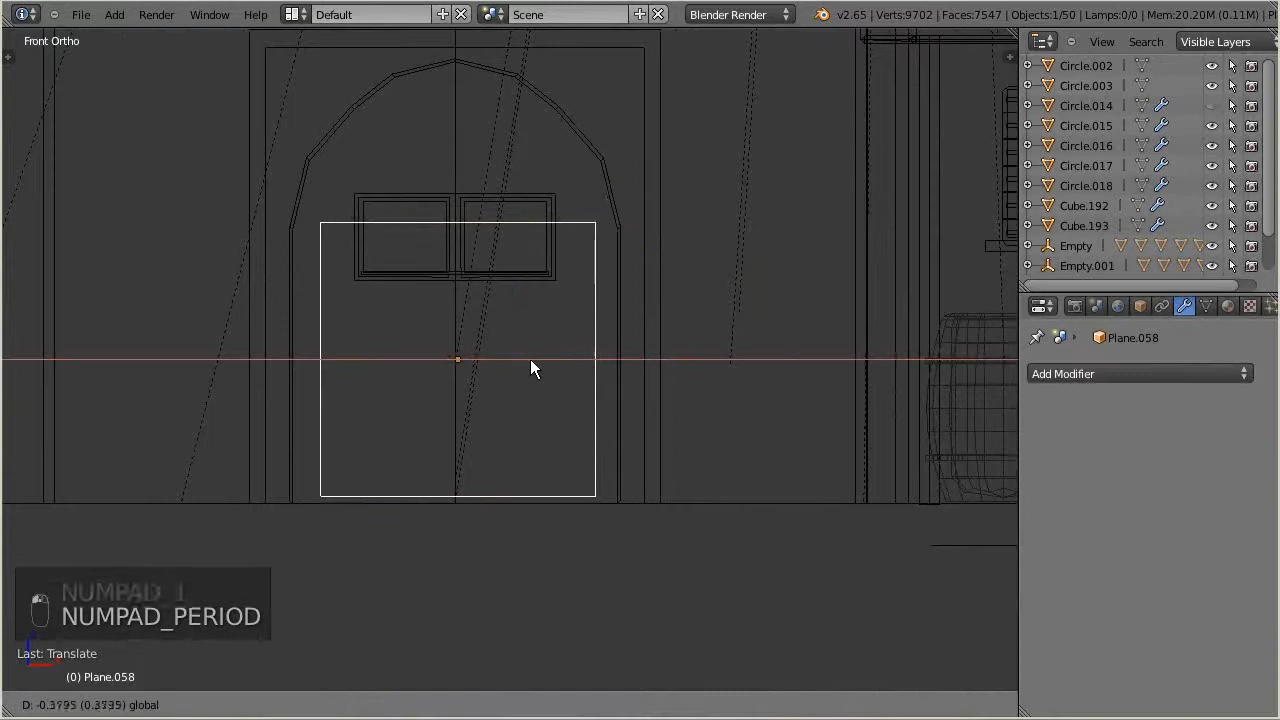 File Add Render Window Help Default Scene Blender Render v2.65 | Verts:9702 | Faces:7547 | Objects:1/50 | Lamps:0/0 | Mem:20.20M (0.11M) | Pl
Front Ortho
View Search Visible Layers
Circle.002
Circle.003
Circle.014
Circle.015
Circle.016
Circle.017
Circle.018
Cube.192
Cube.193
Empty
Empty.001
Plane.058
Add Modifier
NUMPAD_1
NUMPAD_PERIOD
Last: Translate
(0) Plane.058
D: -0.3795 (0.3795) global